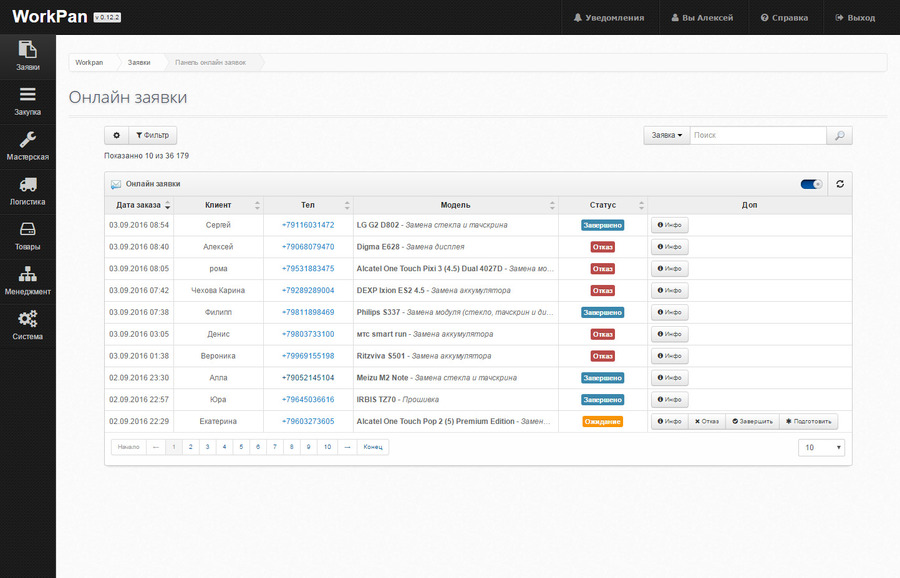 WorkPan v 0.12.2 Уведомления Вы Алексей Справка Выход
Заявки
Закупка
Мастерская
Логистика
Товары
Менеджмент
Система
Workpan Заявки Панель онлайн заявок
Онлайн заявки
Фильтр Заявка Поиск
Показанно 10 из 36 179
Онлайн заявки
Дата заказа Клиент Тел Модель Статус Доп
03.09.2016 08:54 Сергей +79116031472 LG G2 D802 - Замена стекла и тачскрина Завершено Инфо
03.09.2016 08:40 Алексей +79068079470 Digma E628 - Замена дисплея Отказ Инфо
03.09.2016 08:05 рома +79531883475 Alcatel One Touch Pixi 3 (4.5) Dual 4027D - Замена мо... Отказ Инфо
03.09.2016 07:42 Чехова Карина +79289289004 DEXP Ixion ES2 4.5 - Замена аккумулятора Отказ Инфо
03.09.2016 07:38 Филипп +79811898469 Philips S337 - Замена модуля (стекло, тачскрин и ди... Завершено Инфо
03.09.2016 03:05 Денис +79803733100 мтс smart run - Замена аккумулятора Отказ Инфо
03.09.2016 01:38 Вероника +79969155198 Ritzviva S501 - Замена аккумулятора Отказ Инфо
02.09.2016 23:30 Алла +79052145104 Meizu M2 Note - Замена стекла и тачскрина Завершено Инфо
02.09.2016 22:57 Юра +79645036616 IRBIS TZ70 - Прошивка Завершено Инфо
02.09.2016 22:29 Екатерина +79603273605 Alcatel One Touch Pop 2 (5) Premium Edition - Замен... Ожидание Инфо Отказ Завершить Подготовить
Начало ← 1 2 3 4 5 6 7 8 9 10 → Конец 10